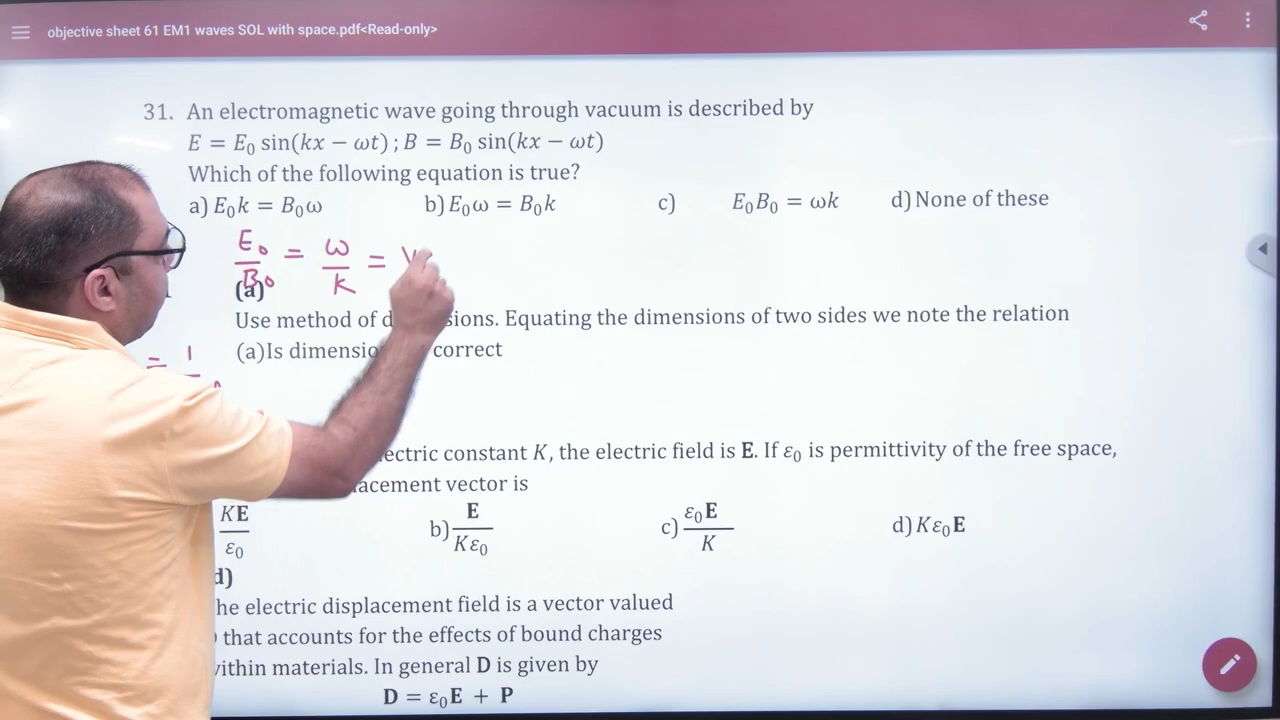 objective sheet 61 EM1 waves SOL with space.pdf<Read-only>
31. An electromagnetic wave going through vacuum is described by
E = E₀ sin(kx − ωt) ; B = B₀ sin(kx − ωt)
Which of the following equation is true?
a) E₀k = B₀ω b) E₀ω = B₀k c) E₀B₀ = ωk d) None of these
E₀/B₀ = ω/k =
(a)
Use method of sions. Equating the dimensions of two sides we note the relation
(a)Is correct
= 1
ectric constant K, the electric field is E. If ε₀ is permittivity of the free space,
acement vector is
KE/ε₀ b) E/Kε₀ c) ε₀E/K d) Kε₀E
d)
he electric displacement field is a vector valued
that accounts for the effects of bound charges
ithin materials. In general D is given by
D = ε₀E + P